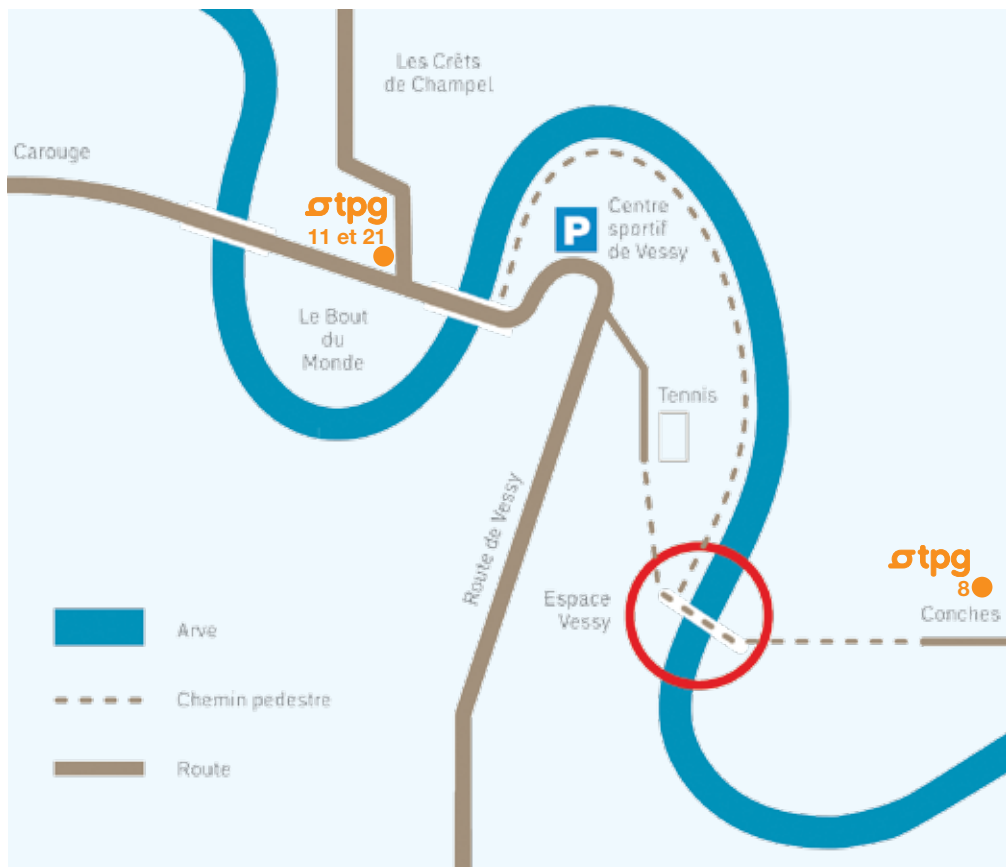 Les Crêts
de Champel
Carouge
tpg
11 et 21
P
Centre
sportif
de Vessy
Le Bout
du
Monde
Tennis
Route de Vessy
tpg
8
Conches
Espace
Vessy
Arve
Chemin pedestre
Route